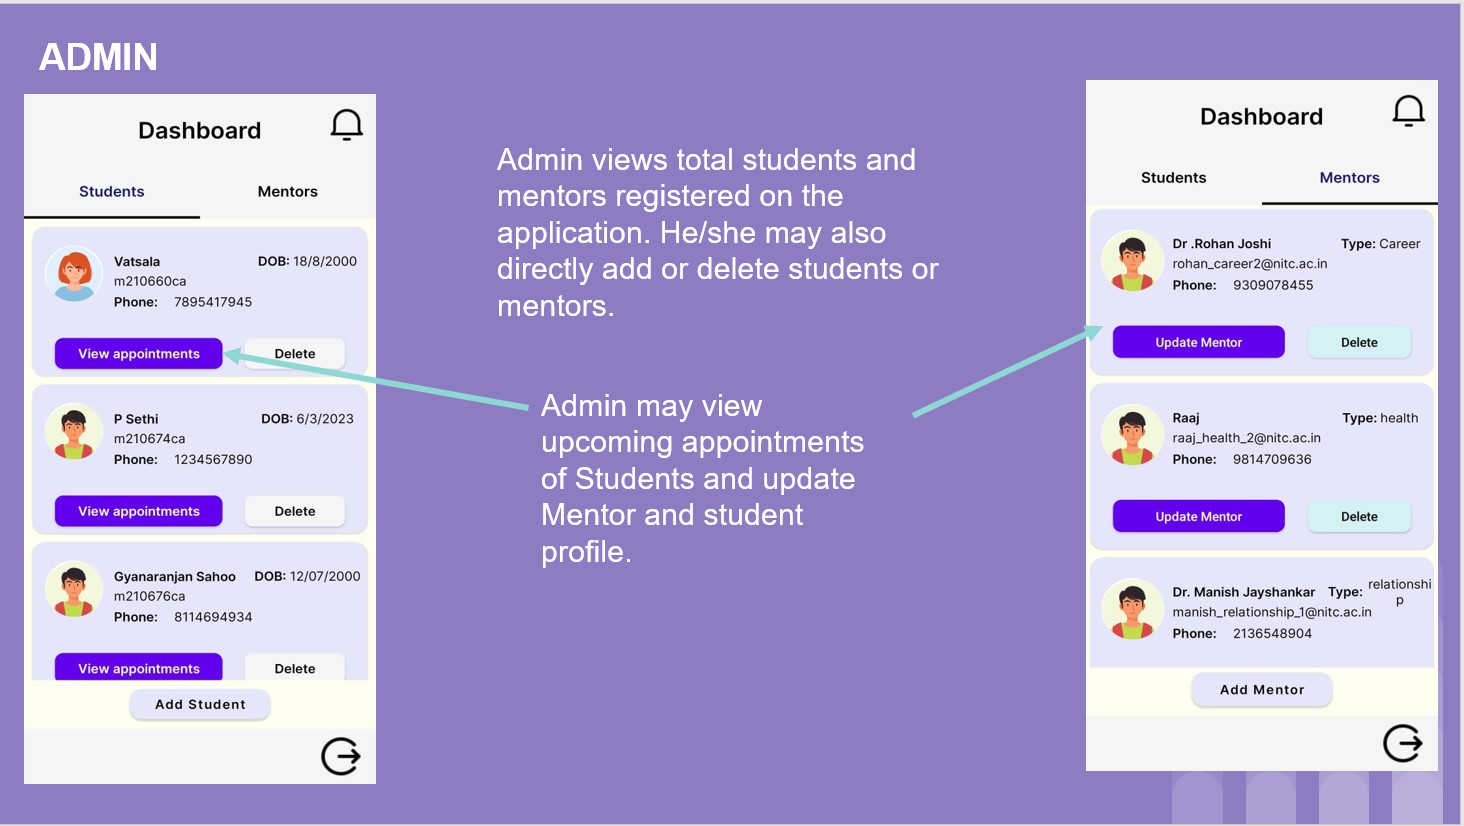 ADMIN
Dashboard
Students Mentors
Vatsala DOB: 18/8/2000
m210660ca
Phone: 7895417945
View appointments Delete
P Sethi DOB: 6/3/2023
m210674ca
Phone: 1234567890
View appointments Delete
Gyanaranjan Sahoo DOB: 12/07/2000
m210676ca
Phone: 8114694934
View appointments Delete
Add Student
Admin views total students and
mentors registered on the
application. He/she may also
directly add or delete students or
mentors.
Admin may view
upcoming appointments
of Students and update
Mentor and student
profile.
Dashboard
Students Mentors
Dr .Rohan Joshi Type: Career
rohan_career2@nitc.ac.in
Phone: 9309078455
Update Mentor Delete
Raaj Type: health
raaj_health_2@nitc.ac.in
Phone: 9814709636
Update Mentor Delete
Dr. Manish Jayshankar Type: relationshi
p
manish_relationship_1@nitc.ac.in
Phone: 2136548904
Add Mentor